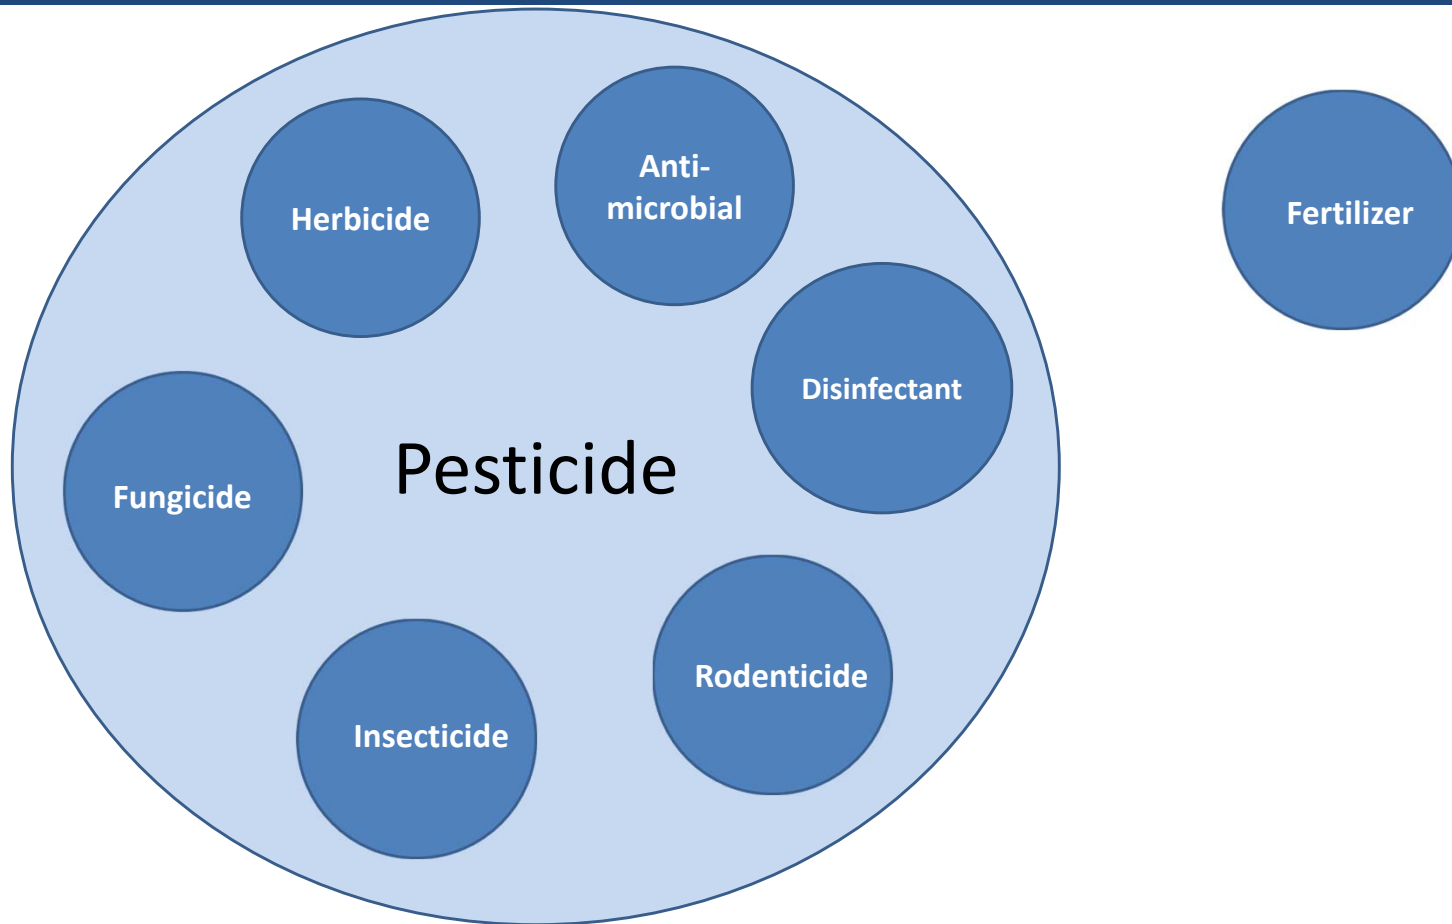 Anti-
microbial
Herbicide
Fertilizer
Disinfectant
Pesticide
Fungicide
Rodenticide
Insecticide